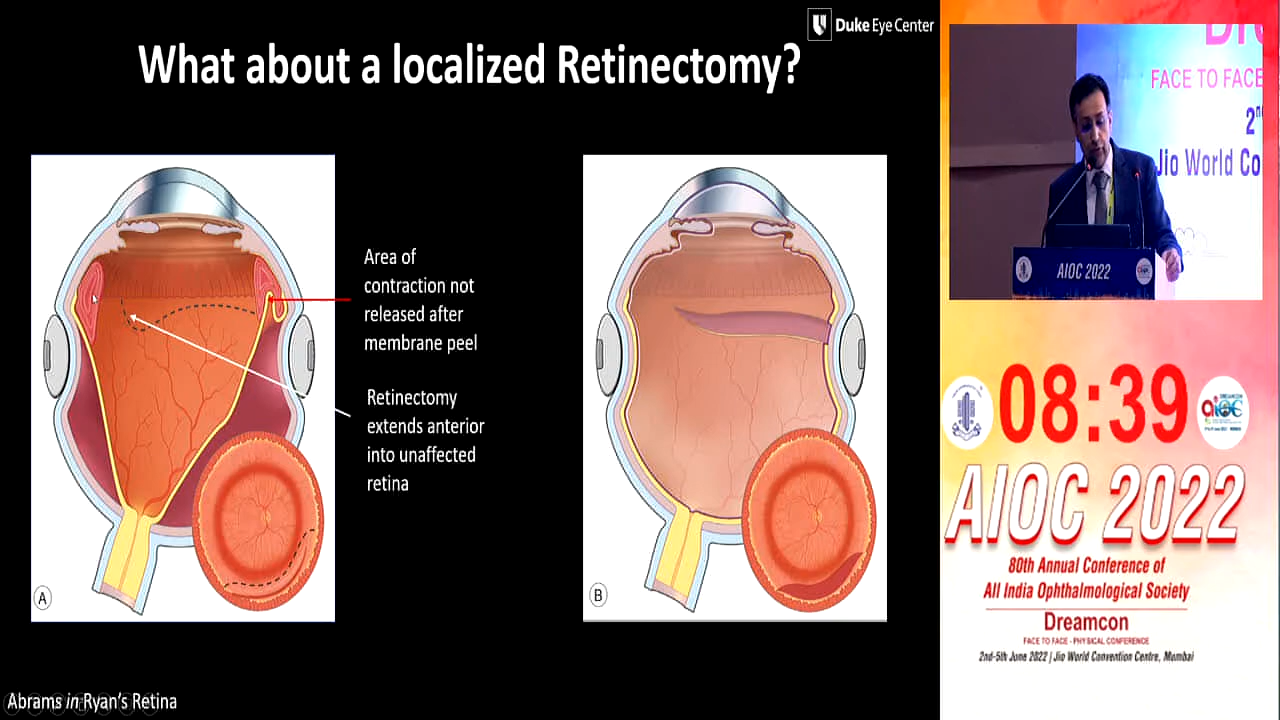 Duke Eye Center
What about a localized Retinectomy?
Area of
contraction not
released after
membrane peel
Retinectomy
extends anterior
into unaffected
retina
A
B
Abrams in Ryan's Retina
FACE TO FACE
2nd
Jio World Co
AIOC 2022
08:39
AIOC 2022
80th Annual Conference of
All India Ophthalmological Society
Dreamcon
FACE TO FACE - PHYSICAL CONFERENCE
2nd-5th June 2022 | Jio World Convention Centre, Mumbai